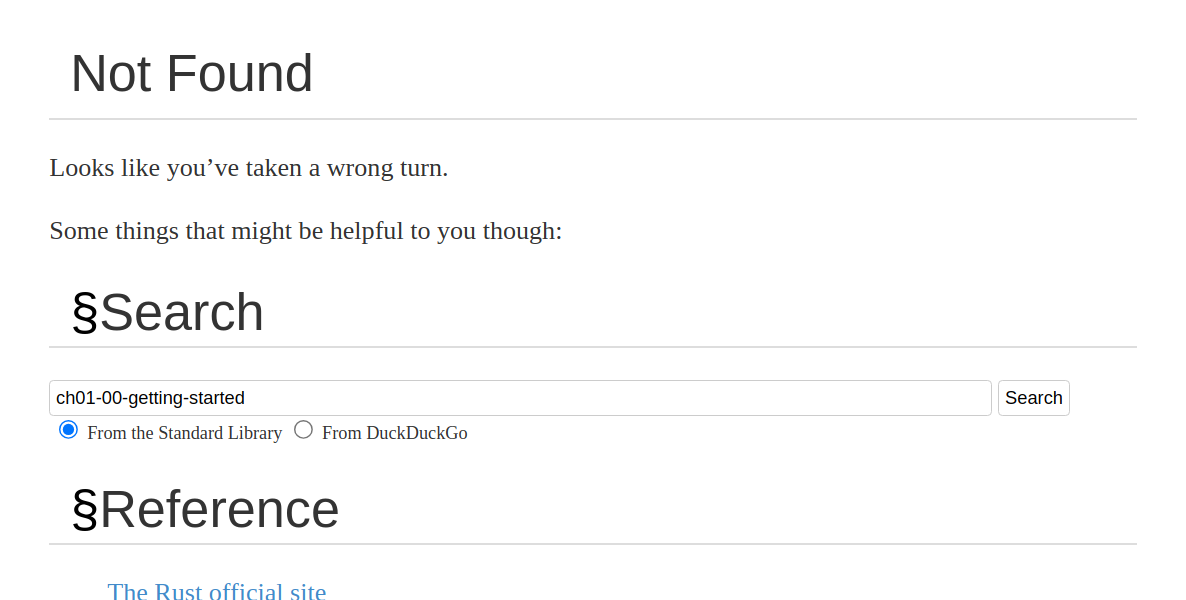 Not Found
Looks like you’ve taken a wrong turn.
Some things that might be helpful to you though:
§Search
ch01-00-getting-started Search
From the Standard Library From DuckDuckGo
§Reference
The Rust official site